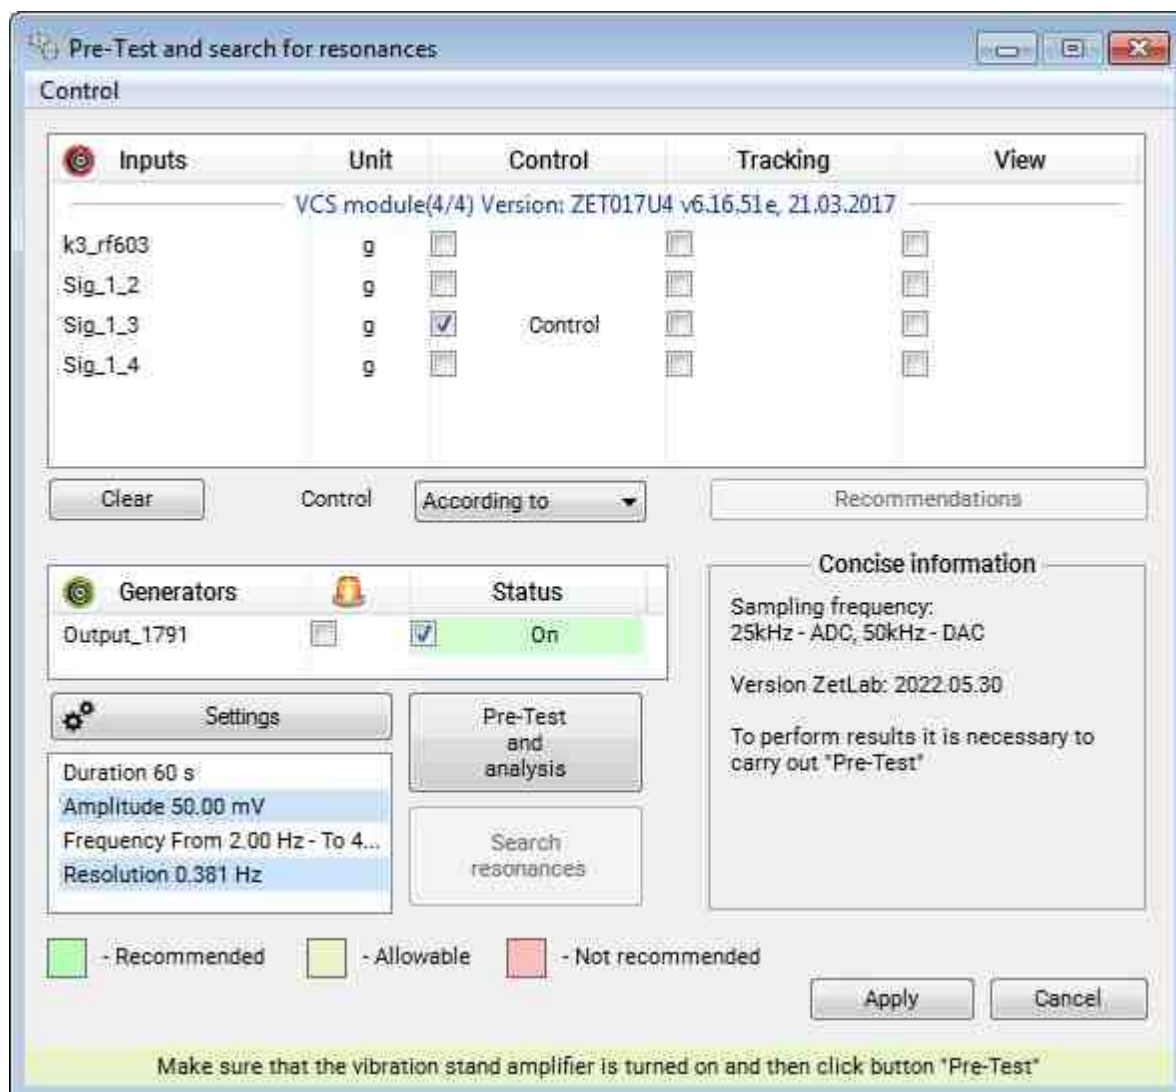 Pre-Test and search for resonances
Control
Inputs Unit Control Tracking View
VCS module(4/4) Version: ZET017U4 v6.16.51e, 21.03.2017
k3_rf603 g
Sig_1_2 g
Sig_1_3 g Control
Sig_1_4 g
Clear Control According to Recommendations
Generators Status
Output_1791 On
Settings
Duration 60 s
Amplitude 50.00 mV
Frequency From 2.00 Hz - To 4...
Resolution 0.381 Hz
Pre-Test
and
analysis
Search
resonances
Concise information
Sampling frequency:
25kHz - ADC, 50kHz - DAC
Version ZetLab: 2022.05.30
To perform results it is necessary to
carry out "Pre-Test"
- Recommended - Allowable - Not recommended
Apply Cancel
Make sure that the vibration stand amplifier is turned on and then click button "Pre-Test"